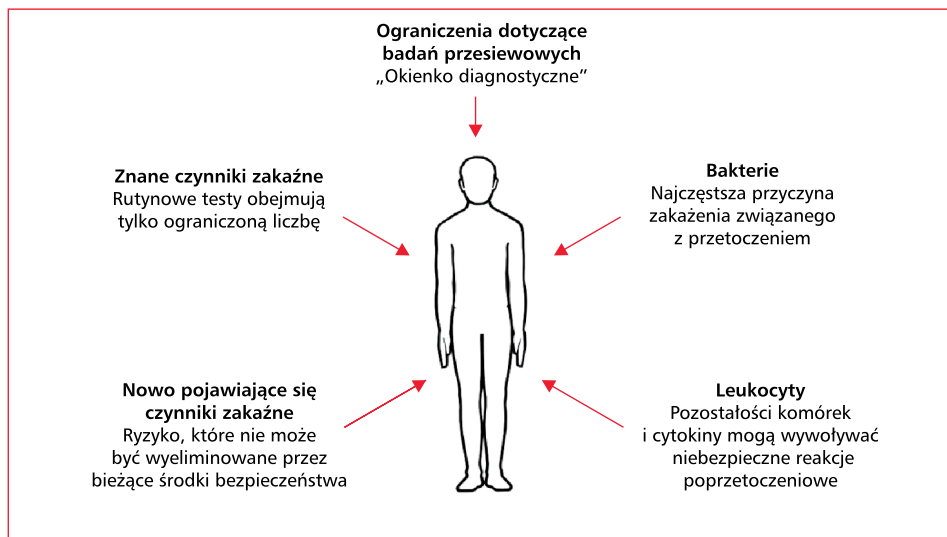 Ograniczenia dotyczące
badań przesiewowych
„Okienko diagnostyczne”
Znane czynniki zakaźne
Rutynowe testy obejmują
tylko ograniczoną liczbę
Bakterie
Najczęstsza przyczyna
zakażenia związanego
z przetoczeniem
Nowo pojawiające się
czynniki zakaźne
Ryzyko, które nie może
być wyeliminowane przez
bieżące środki bezpieczeństwa
Leukocyty
Pozostałości komórek
i cytokiny mogą wywoływać
niebezpieczne reakcje
poprzetoczeniowe